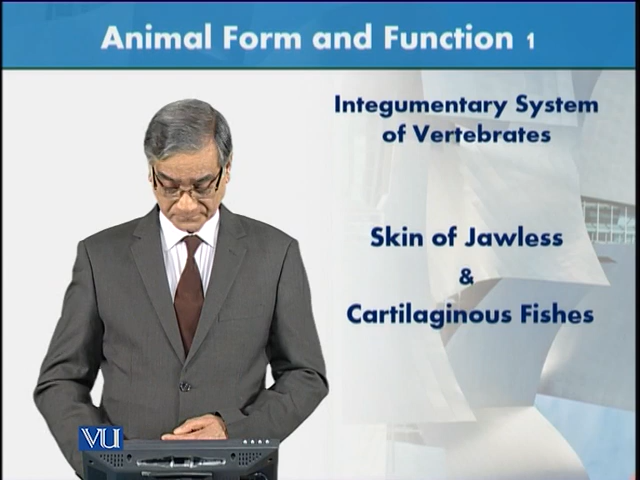 Animal Form and Function 1
Integumentary System
of Vertebrates
Skin of Jawless
&
Cartilaginous Fishes
VU